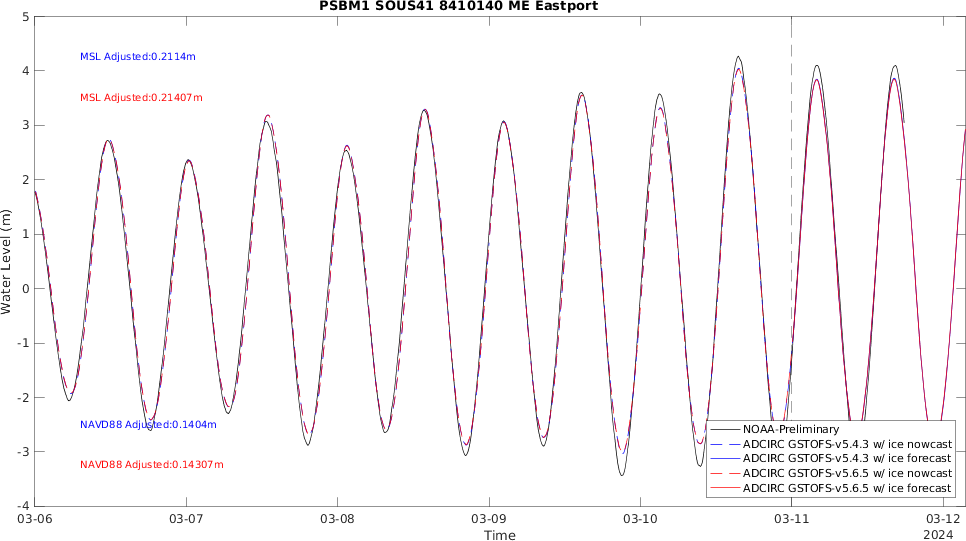 PSBM1 SOUS41 8410140 ME Eastport
5
4
3
2
1
0
-1
-2
-3
-4
Water Level (m)
MSL Adjusted:0.2114m
MSL Adjusted:0.21407m
NAVD88 Adjusted:0.1404m
NAVD88 Adjusted:0.14307m
NOAA-Preliminary
ADCIRC GSTOFS-v5.4.3 w/ ice nowcast
ADCIRC GSTOFS-v5.4.3 w/ ice forecast
ADCIRC GSTOFS-v5.6.5 w/ ice nowcast
ADCIRC GSTOFS-v5.6.5 w/ ice forecast
03-06 03-07 03-08 03-09 03-10 03-11 03-12
Time
2024